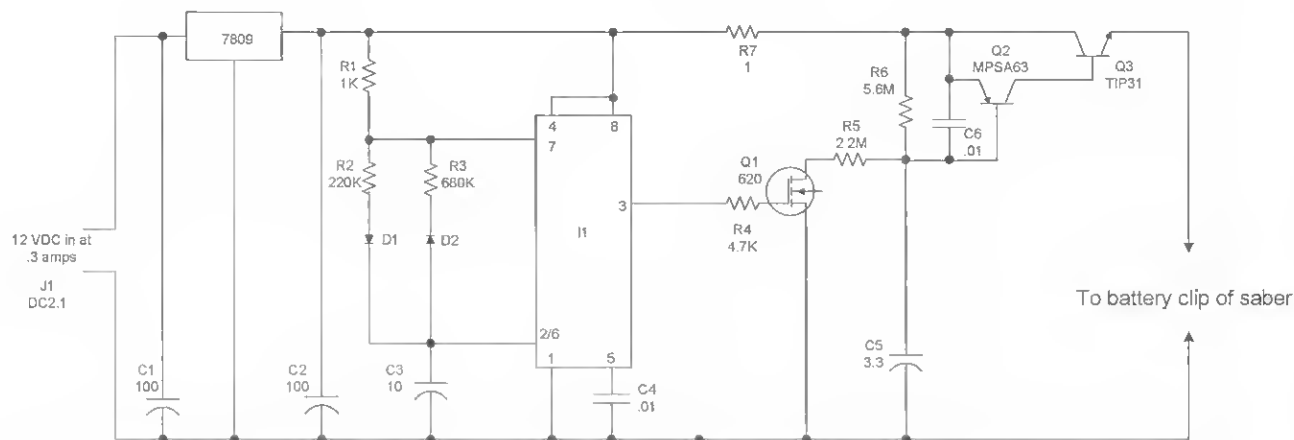 7809
R1
1K
R2
220K
R3
680K
D1
D2
4
8
7
3
I1
2/6
1
5
R7
1
R4
4.7K
Q1
620
R5
2.2M
R6
5.6M
C6
.01
Q2
MPSA63
Q3
TIP31
12 VDC in at
.3 amps
J1
DC2.1
C1
100
C2
100
C3
10
C4
.01
C5
3.3
To battery clip of saber